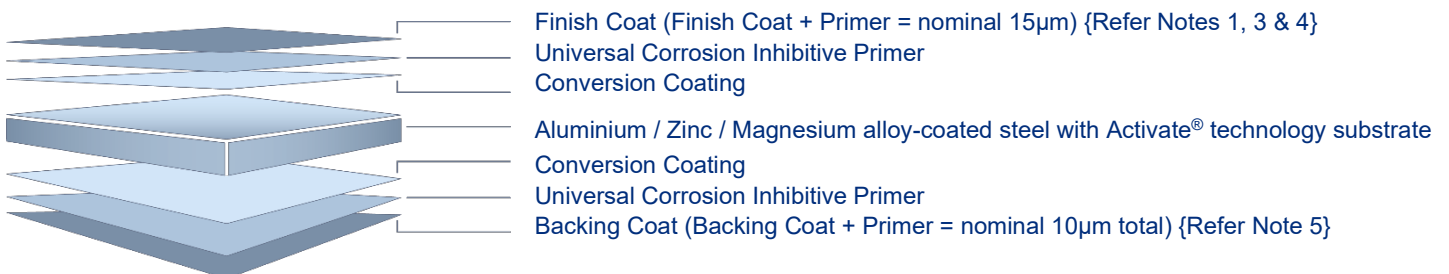 Finish Coat (Finish Coat + Primer = nominal 15µm) {Refer Notes 1, 3 & 4}
Universal Corrosion Inhibitive Primer
Conversion Coating
Aluminium / Zinc / Magnesium alloy-coated steel with Activate® technology substrate
Conversion Coating
Universal Corrosion Inhibitive Primer
Backing Coat (Backing Coat + Primer = nominal 10µm total) {Refer Note 5}